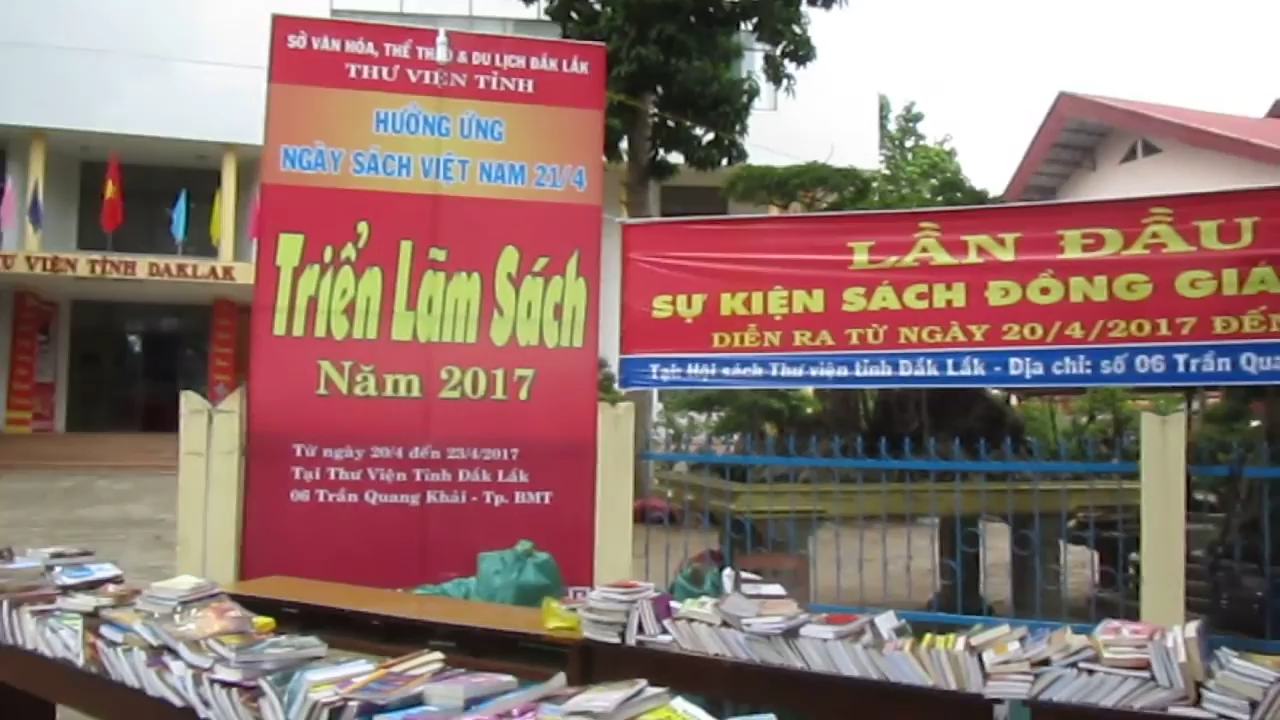 SỞ VĂN HÓA, THỂ THAO & DU LỊCH ĐẮK LẮK
THƯ VIỆN TỈNH
HƯỞNG ỨNG
NGÀY SÁCH VIỆT NAM 21/4
Triển Lãm Sách
Năm 2017
Từ ngày 20/4 đến 23/4/2017
Tại Thư Viện Tỉnh Đắk Lắk
06 Trần Quang Khải - Tp. BMT
VIỆN TỈNH DAKLAK
LẦN ĐẦU
SỰ KIỆN SÁCH ĐỒNG GIÁ
DIỄN RA TỪ NGÀY 20/4/2017 ĐẾN
Tại: Hội sách Thư viện tỉnh Đắk Lắk - Địa chỉ: số 06 Trần